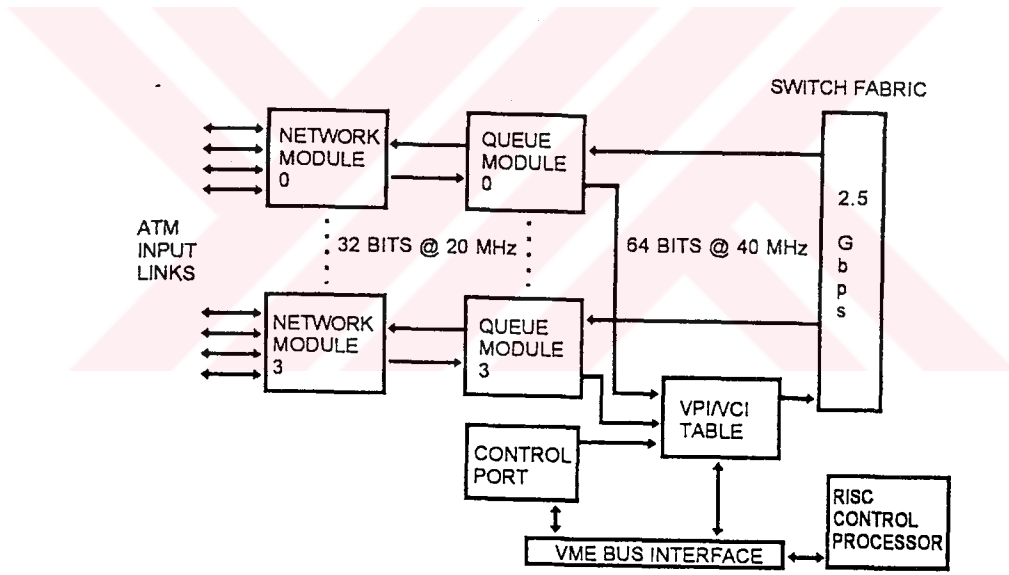 SWITCH FABRIC
NETWORK
MODULE
0
QUEUE
MODULE
0
2.5
G
b
p
s
ATM
INPUT
LINKS
32 BITS @ 20 MHz
64 BITS @ 40 MHz
NETWORK
MODULE
3
QUEUE
MODULE
3
VPI/VCI
TABLE
CONTROL
PORT
RISC
CONTROL
PROCESSOR
VME BUS INTERFACE